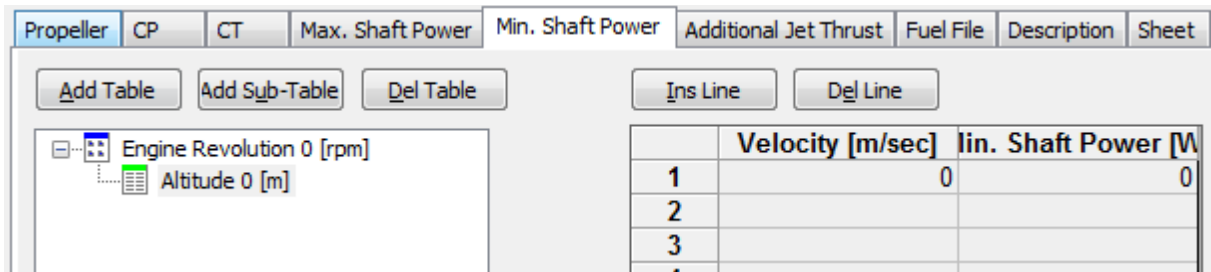 Propeller CP CT Max. Shaft Power Min. Shaft Power Additional Jet Thrust Fuel File Description Sheet
Add Table Add Sub-Table Del Table Ins Line Del Line
Engine Revolution 0 [rpm]
Altitude 0 [m]
Velocity [m/sec] lin. Shaft Power [W
1 0 0
2
3